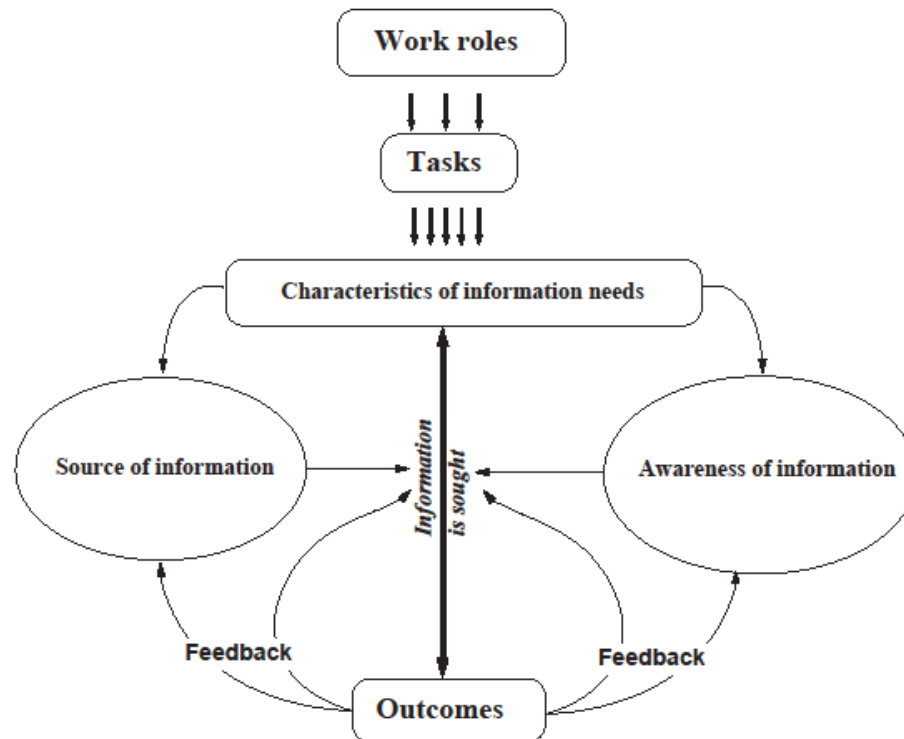 Work roles
Tasks
Characteristics of information needs
Source of information
Information
is sought
Awareness of information
Feedback
Feedback
Outcomes